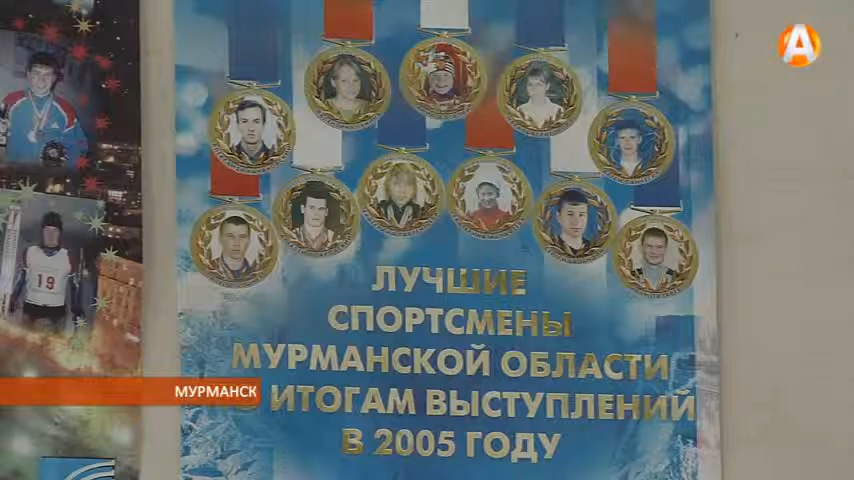 А
19
ЛУЧШИЕ
СПОРТСМЕНЫ
МУРМАНСКОЙ ОБЛАСТИ
ИТОГАМ ВЫСТУПЛЕНИЙ
В 2005 ГОДУ
МУРМАНСК